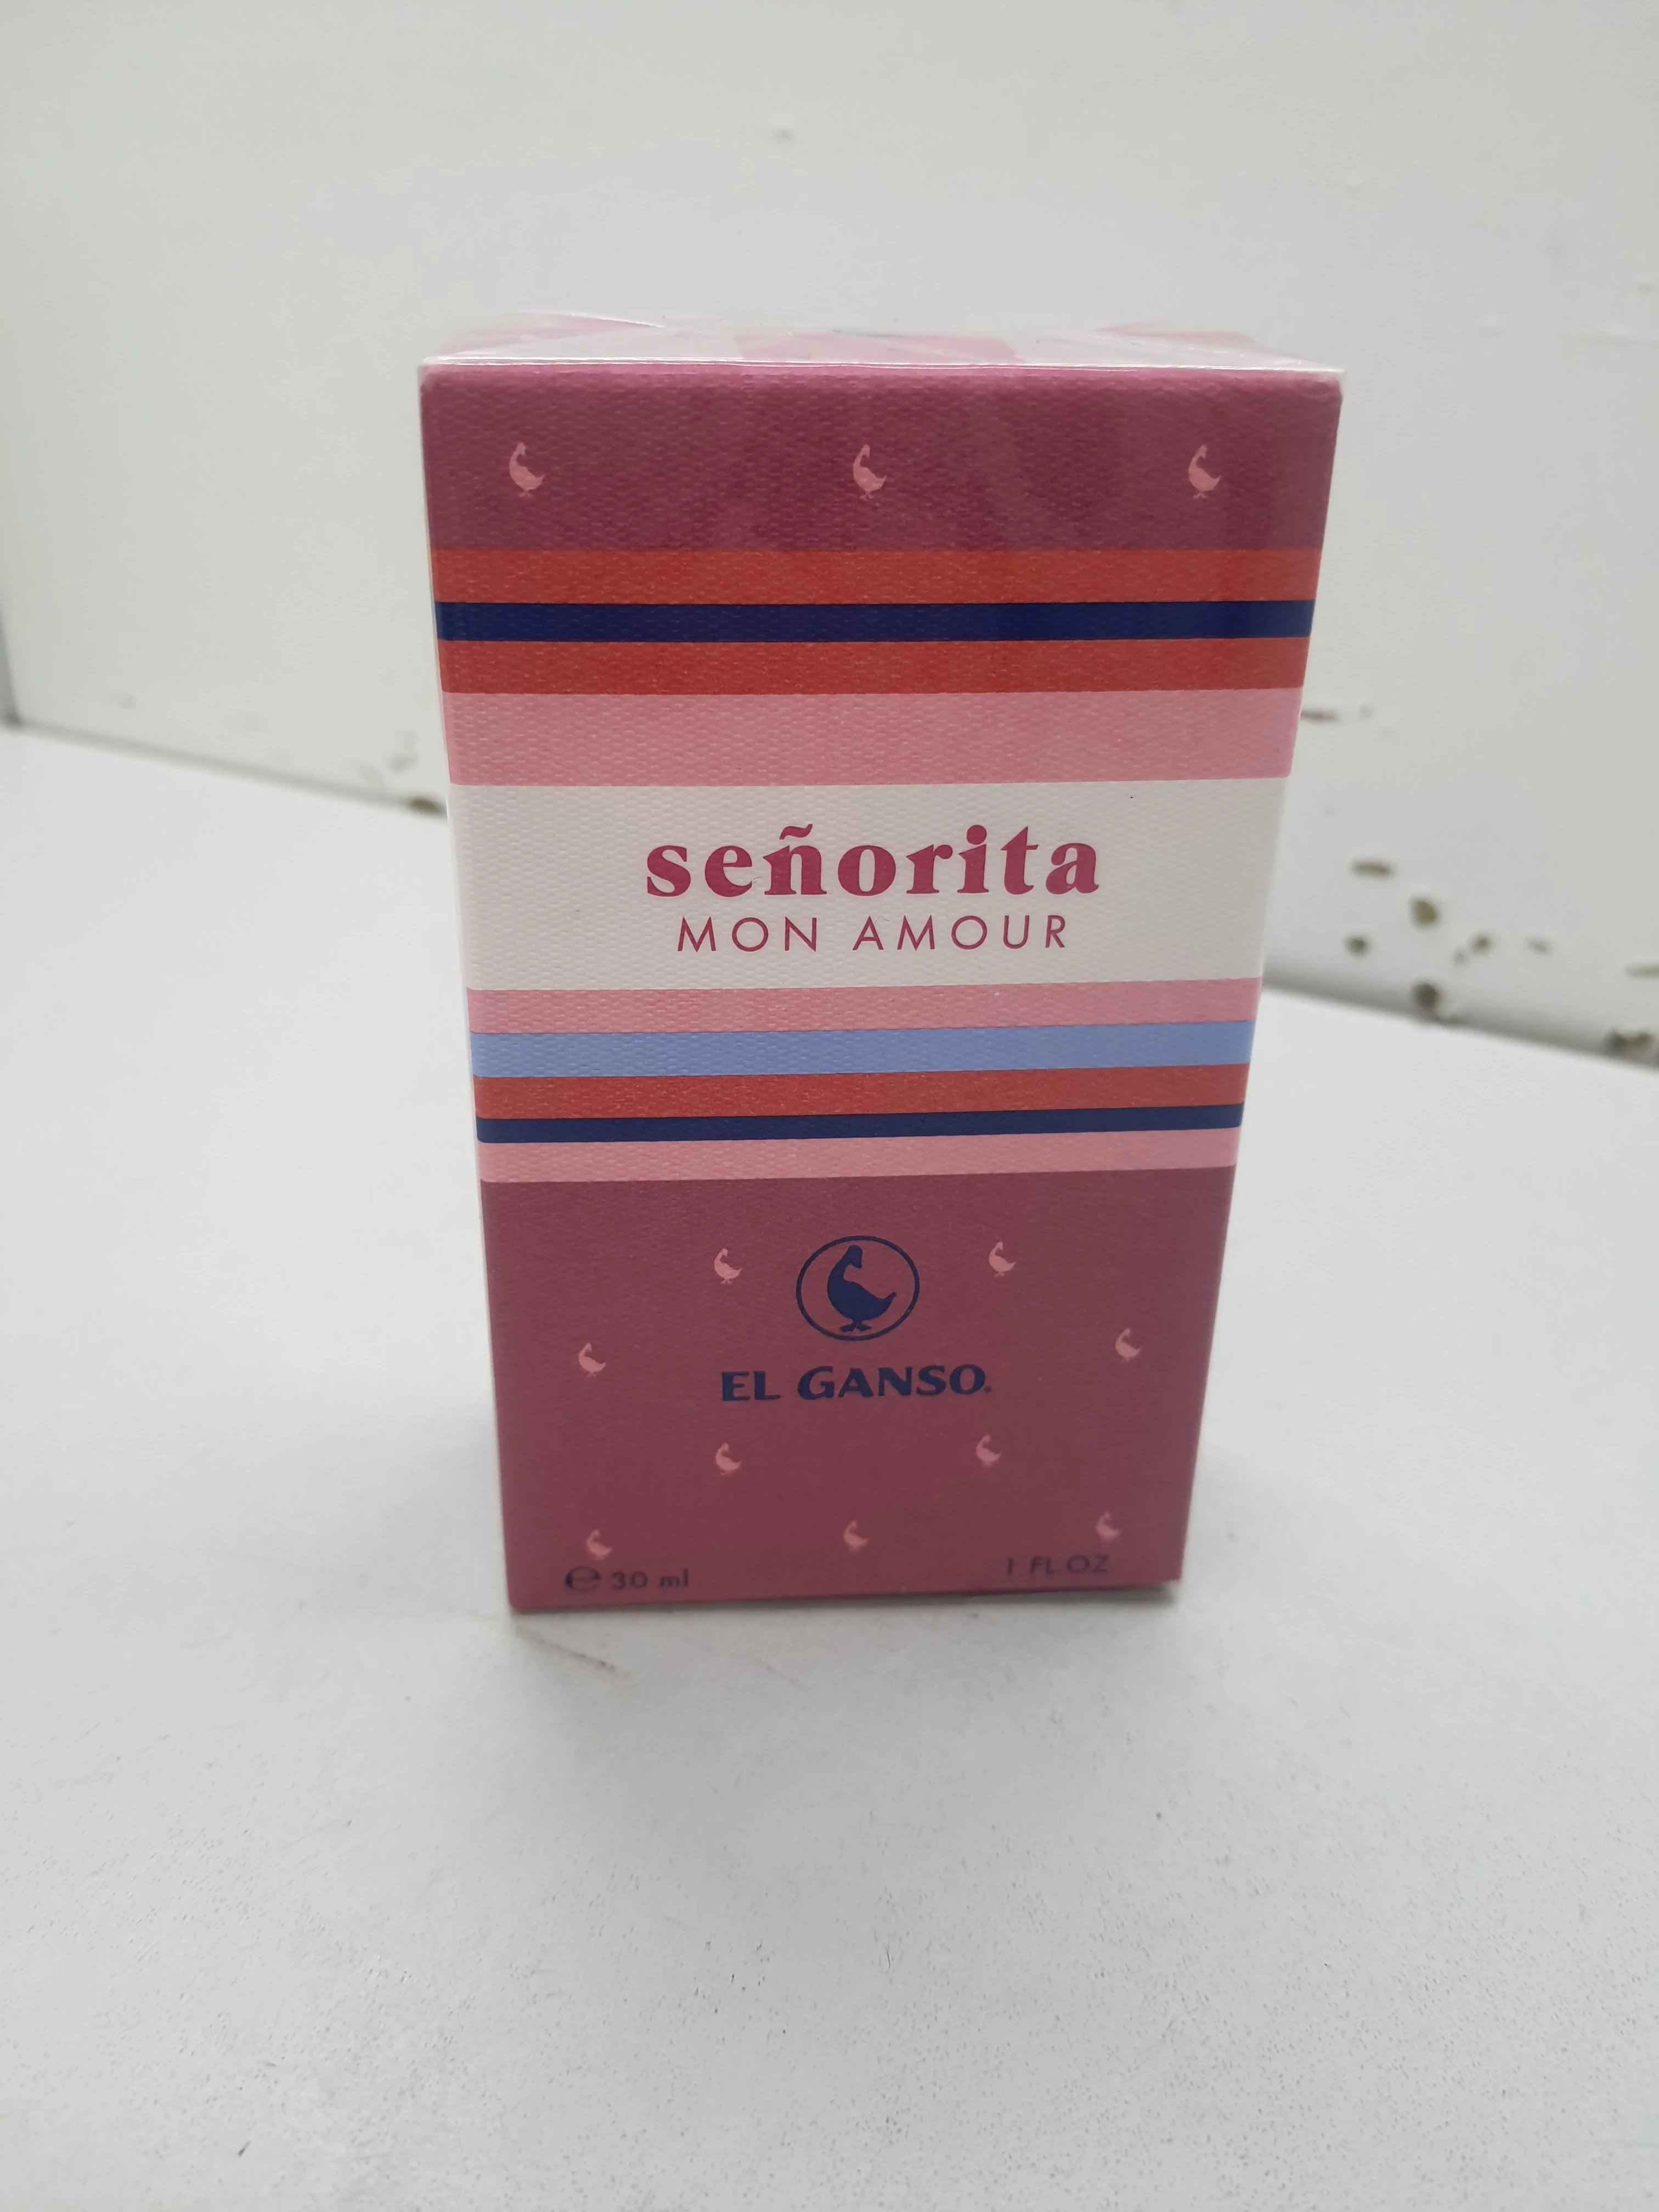 señorita
MON AMOUR
EL GANSO
℮ 30 ml
1 FL.OZ